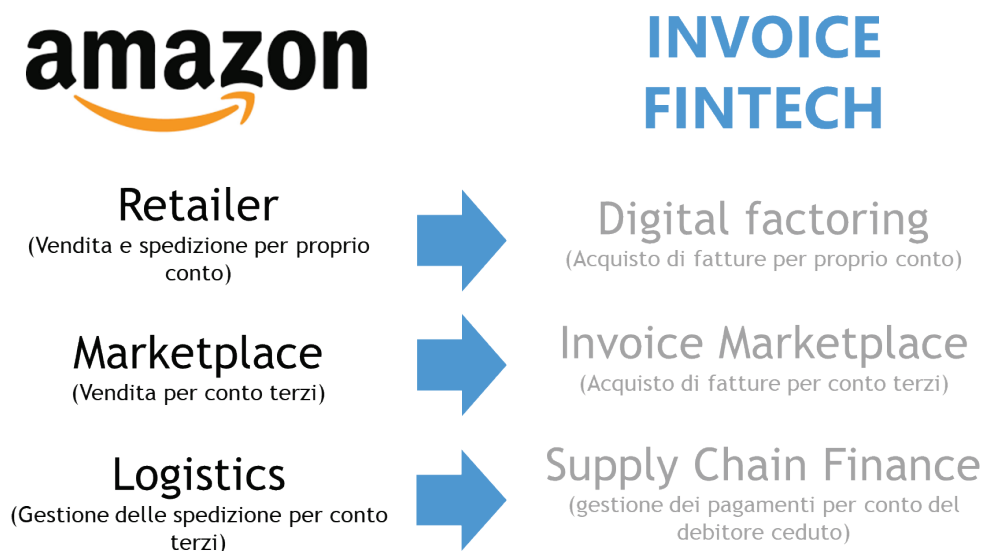 amazon
INVOICE
FINTECH
Retailer
(Vendita e spedizione per proprio
conto)
Digital factoring
(Acquisto di fatture per proprio conto)
Marketplace
(Vendita per conto terzi)
Invoice Marketplace
(Acquisto di fatture per conto terzi)
Logistics
(Gestione delle spedizione per conto
terzi)
Supply Chain Finance
(gestione dei pagamenti per conto del
debitore ceduto)